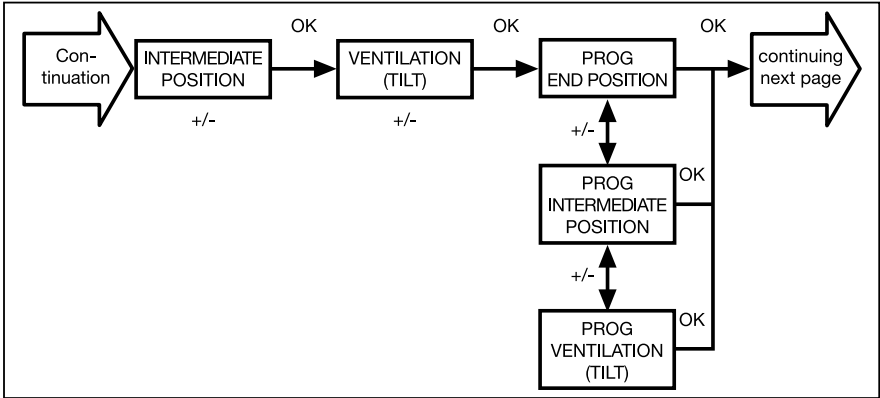 OK
OK
OK
Con-
tinuation
INTERMEDIATE
POSITION
VENTILATION
(TILT)
PROG
END POSITION
continuing
next page
+/-
+/-
+/-
PROG
INTERMEDIATE
POSITION
OK
+/-
PROG
VENTILATION
(TILT)
OK